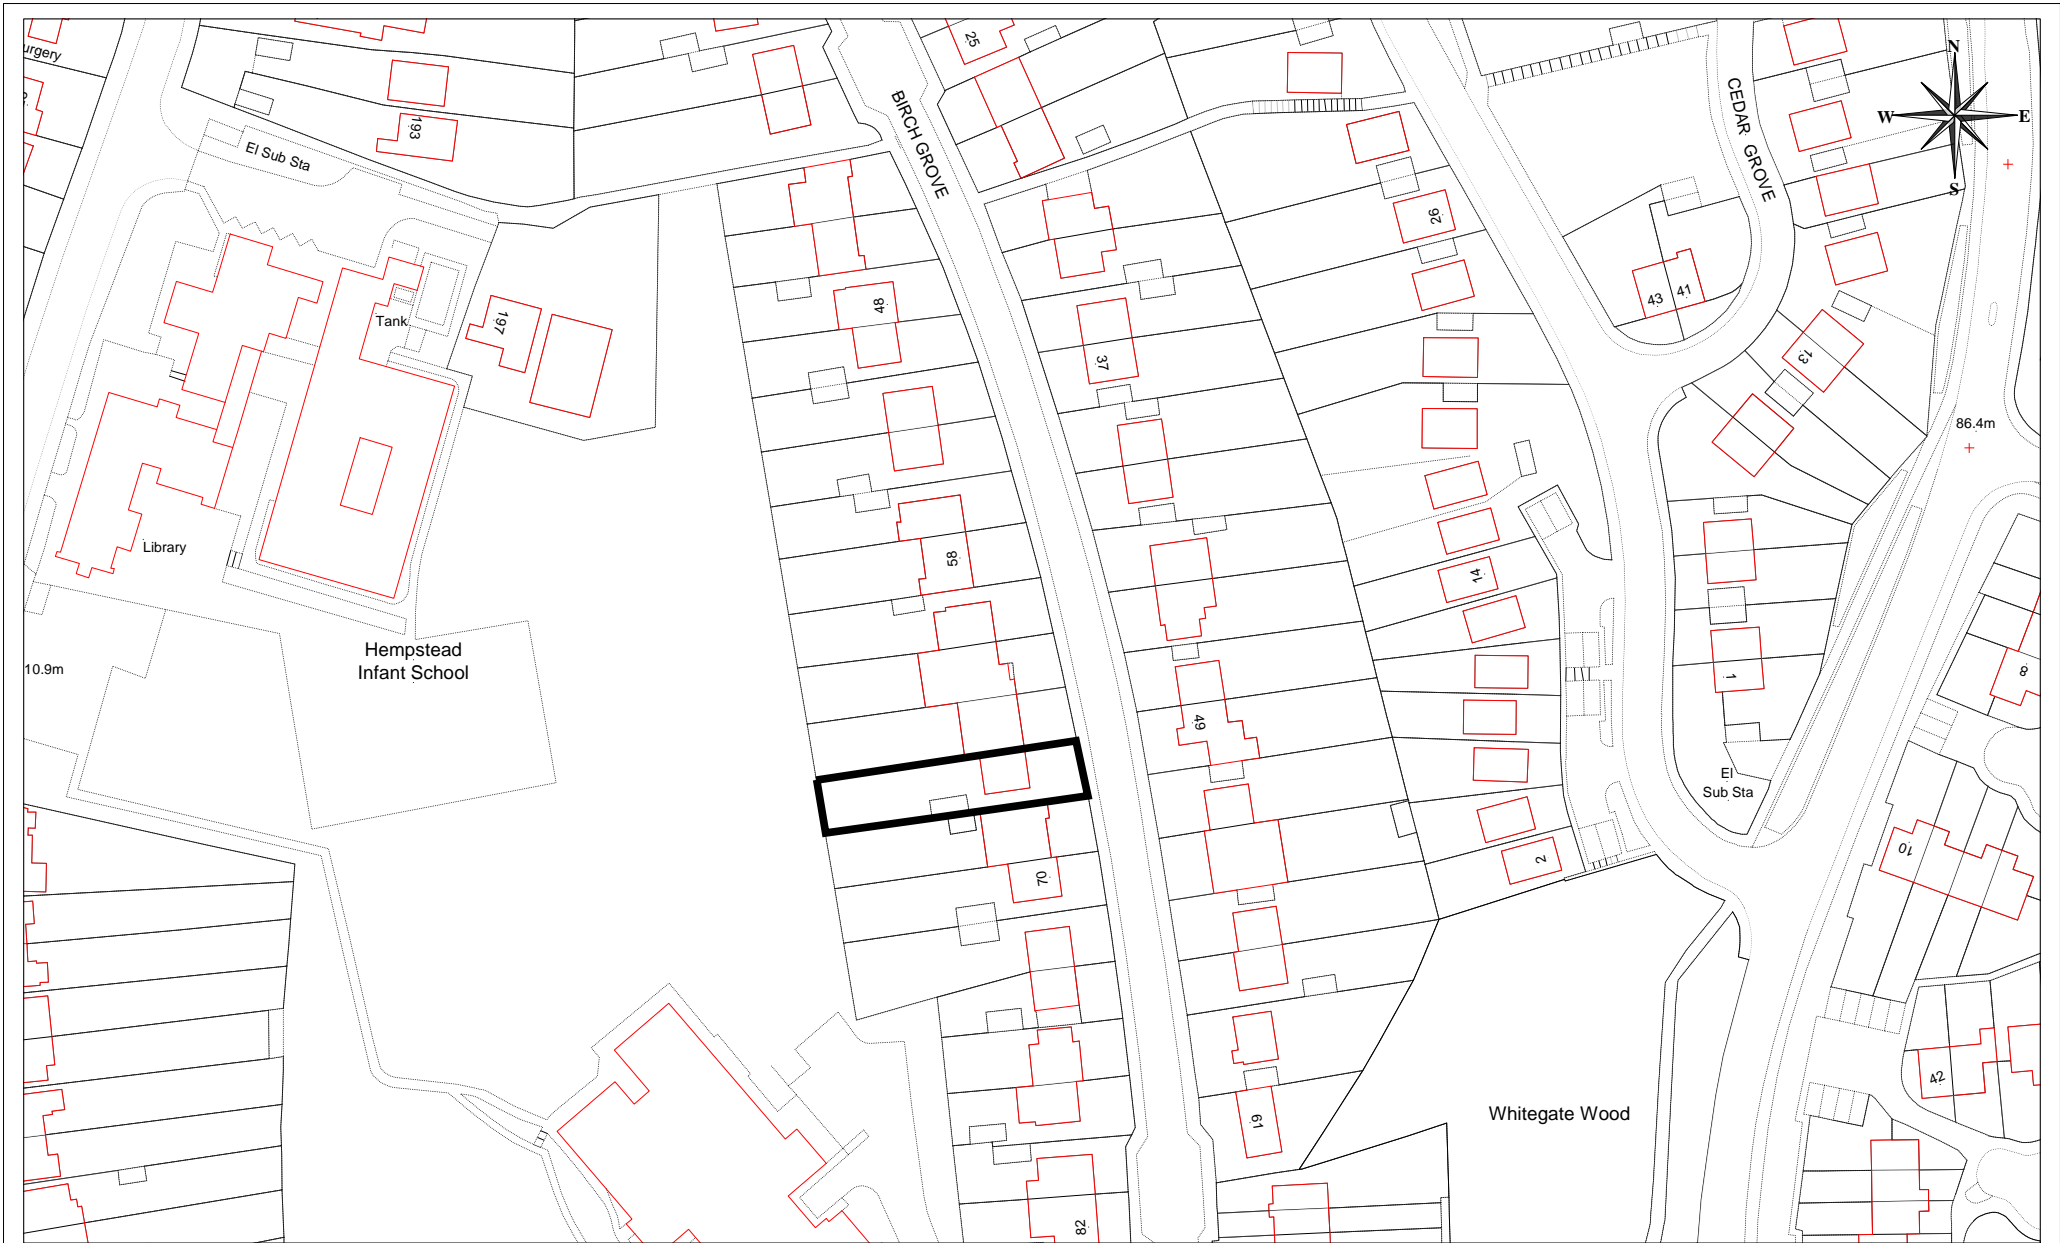 urgery
193
El Sub Sta
25
BIRCH GROVE
CEDAR GROVE
N
W
E
S
26
43
41
48
Tank
197
37
13
86.4m
Library
58
14
Hempstead
Infant School
10.9m
49
1
8
El
Sub Sta
2
10
70
42
Whitegate Wood
61
82